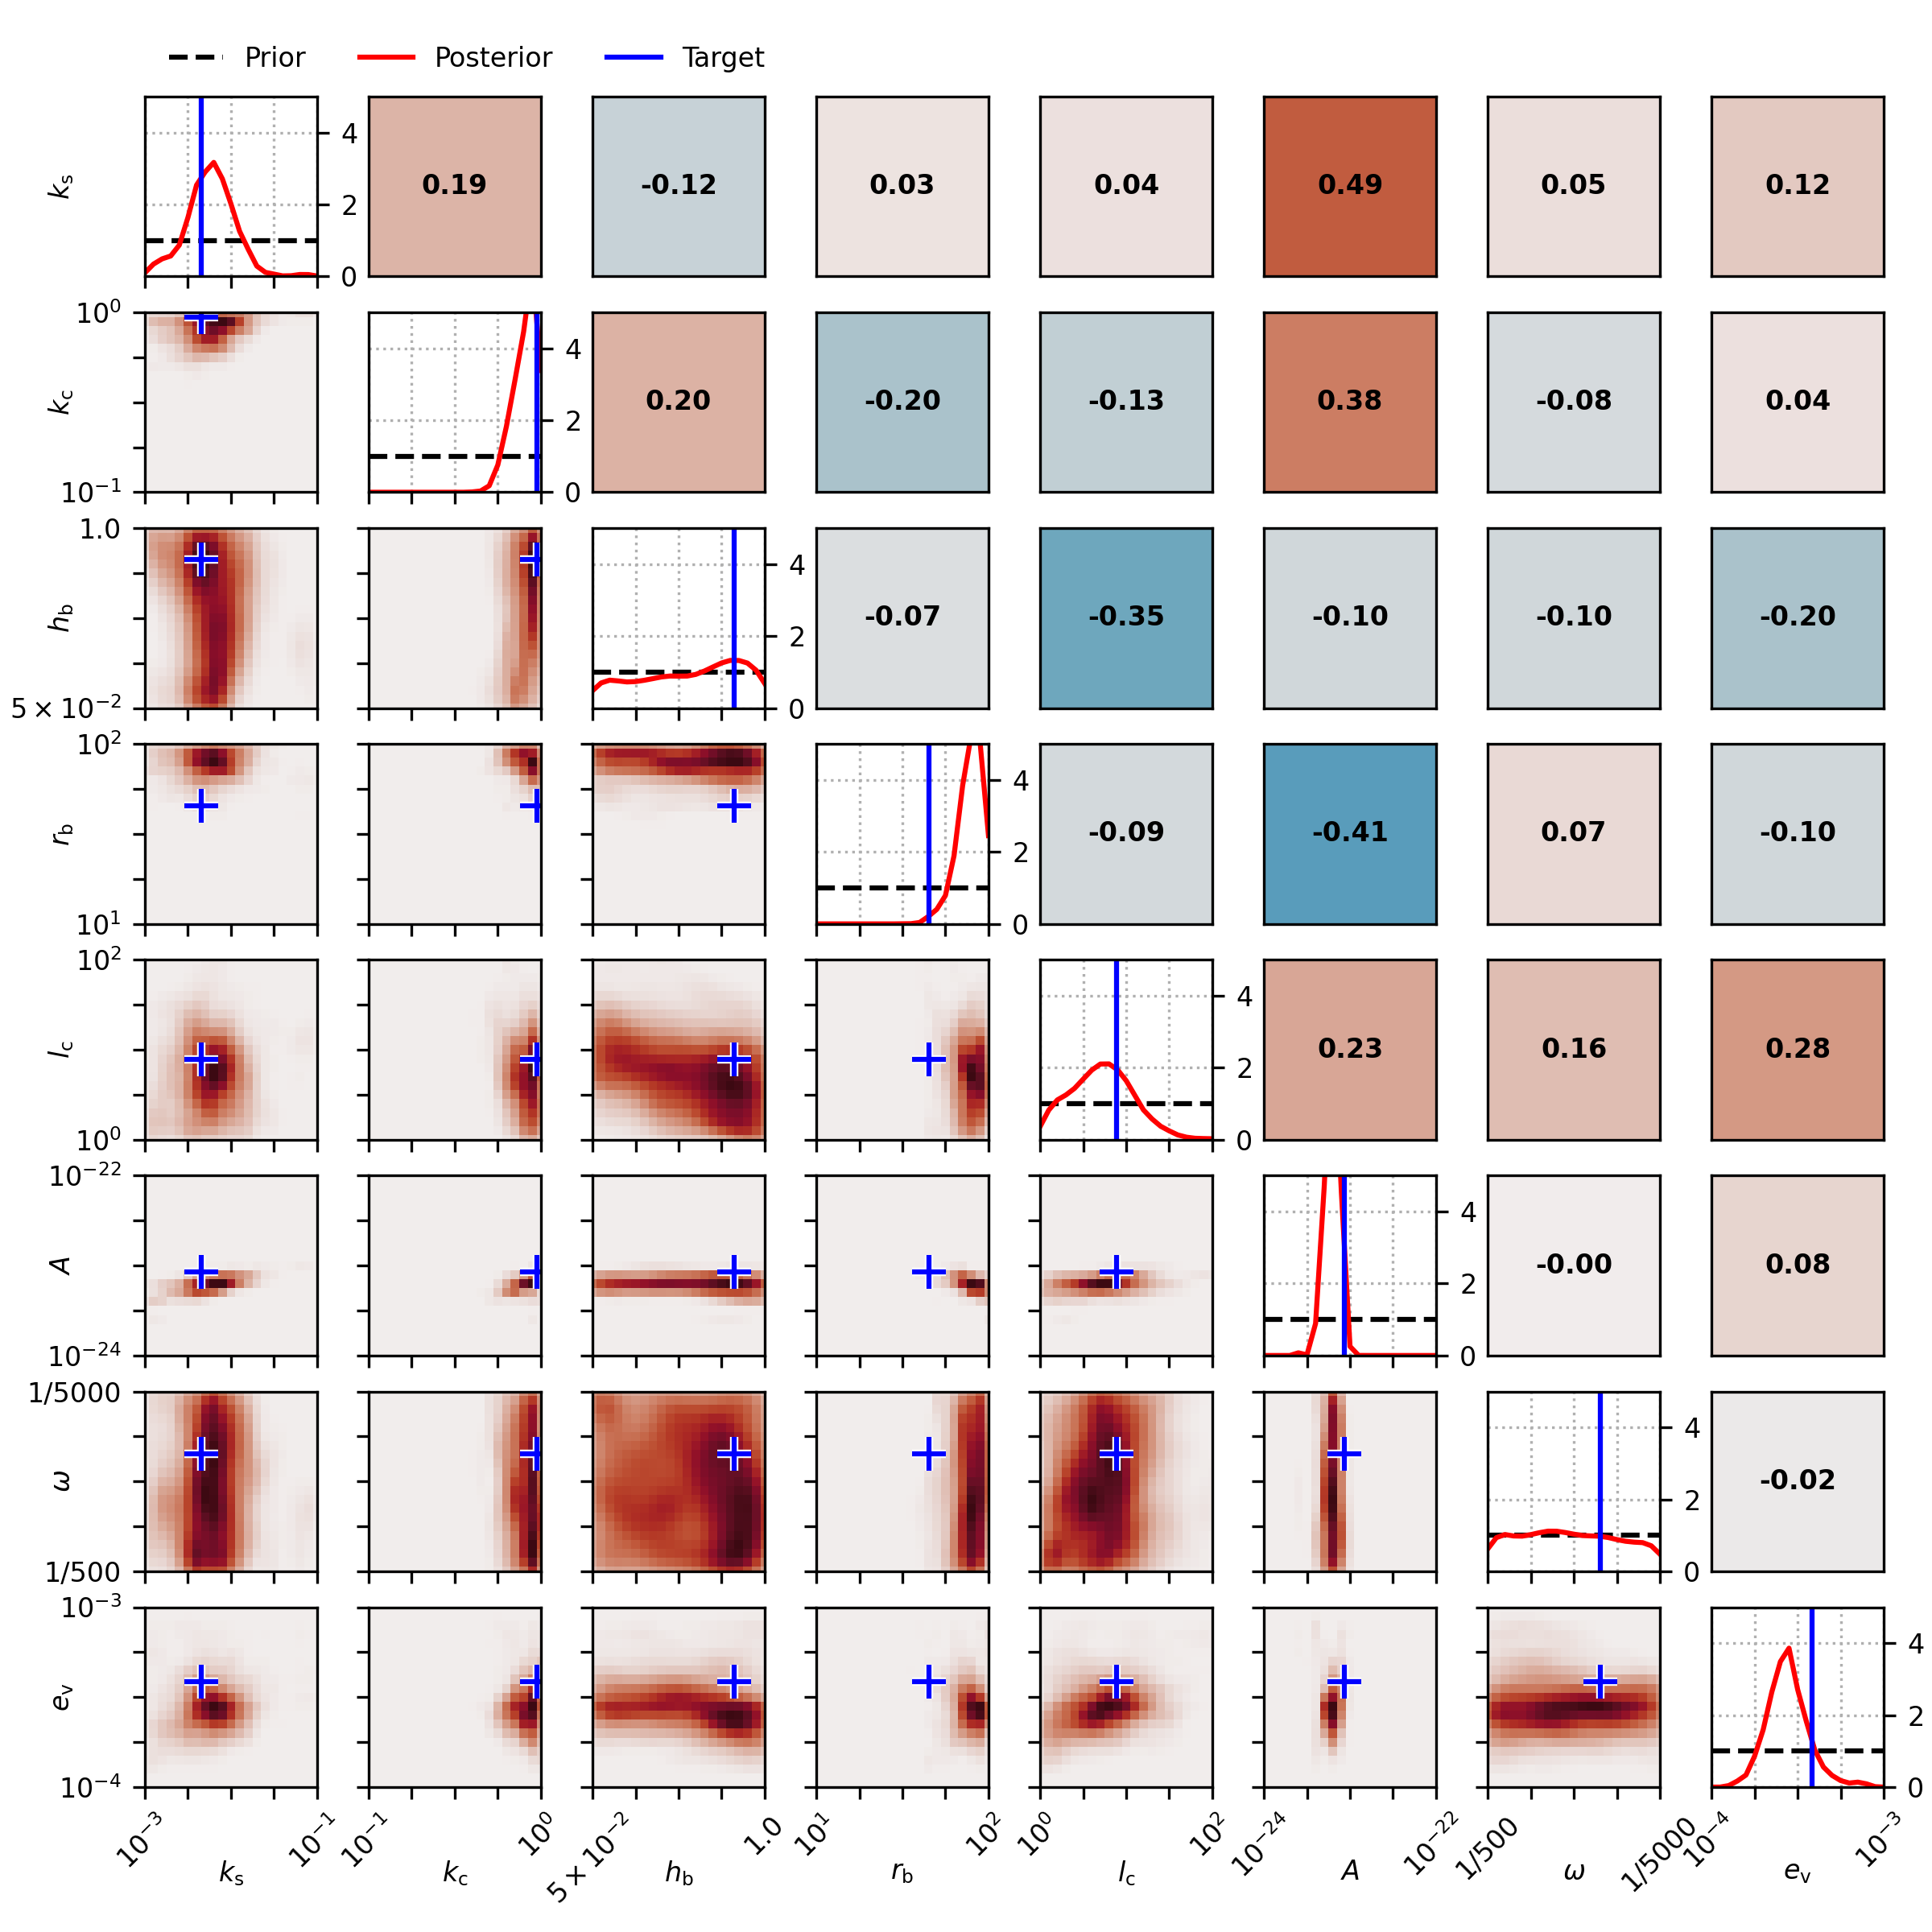 Prior Posterior Target
k_s 4 2 0 0.19 -0.12 0.03 0.04 0.49 0.05 0.12
10^0 k_c 10^−1 4 2 0 0.20 -0.20 -0.13 0.38 -0.08 0.04
1.0 h_b 5 × 10^−2 4 2 0 -0.07 -0.35 -0.10 -0.10 -0.20
10^2 r_b 10^1 4 2 0 -0.09 -0.41 0.07 -0.10
10^2 l_c 10^0 4 2 0 0.23 0.16 0.28
10^−22 A 10^−24 4 2 0 -0.00 0.08
1/5000 ω 1/500 4 2 0 -0.02
10^−3 e_v 10^−4 4 2 0
10^−3 10^−1 10^−1 10^0 5 × 10^−2 1.0 10^1 10^2 10^0 10^2 10^−24 10^−22 1/500 1/5000 10^−4 10^−3
k_s k_c h_b r_b l_c A ω e_v